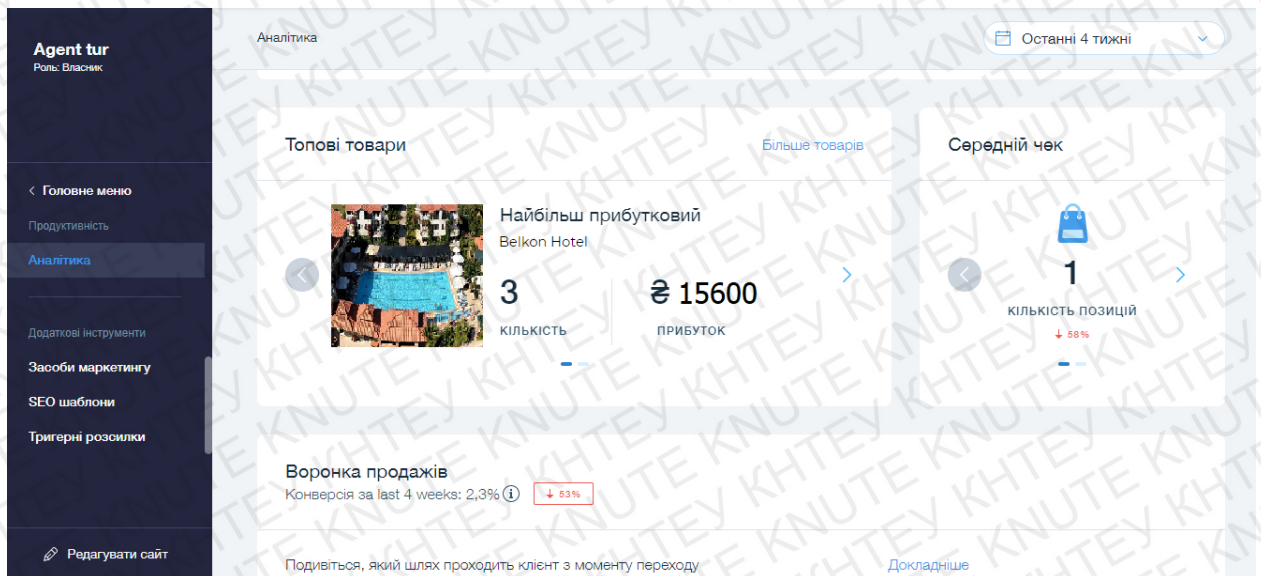 Agent tur
Роль: Власник
Аналітика
Останні 4 тижні
Топові товари
Більше товарів
Середній чек
Головне меню
Продуктивність
Аналітика
Найбільш прибутковий
Belkon Hotel
3
₴ 15600
КІЛЬКІСТЬ
ПРИБУТОК
1
КІЛЬКІСТЬ ПОЗИЦІЙ
↓ 58%
Додаткові інструменти
Засоби маркетингу
SEO шаблони
Тригерні розсилки
Воронка продажів
Конверсія за last 4 weeks: 2,3%
↓ 53%
Редагувати сайт
Подивіться, який шлях проходить клієнт з моменту переходу
Докладніше
KNUTE КНТЕУ